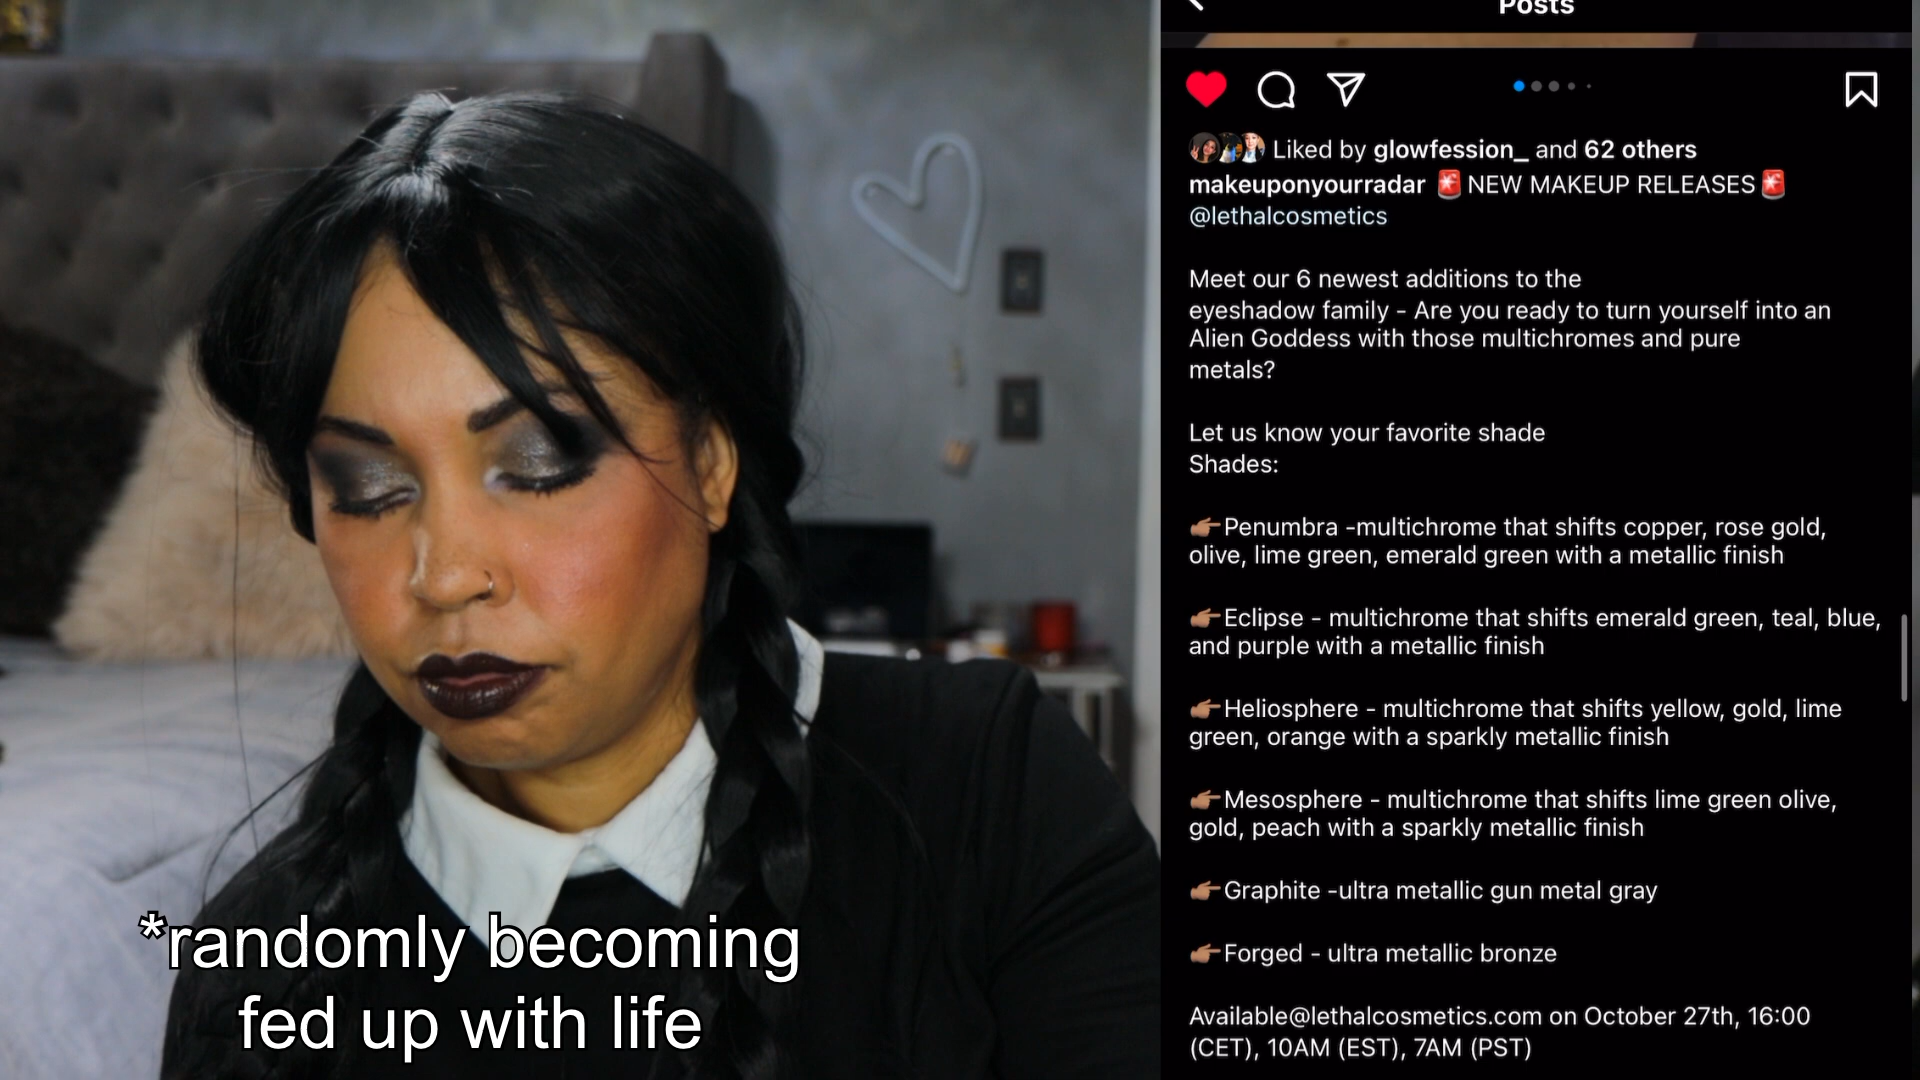 *randomly becoming
fed up with life
Posts
Liked by glowfession_ and 62 others
makeuponyourradar 🚨NEW MAKEUP RELEASES🚨
@lethalcosmetics
Meet our 6 newest additions to the
eyeshadow family - Are you ready to turn yourself into an
Alien Goddess with those multichromes and pure
metals?
Let us know your favorite shade
Shades:
👉🏽Penumbra -multichrome that shifts copper, rose gold,
olive, lime green, emerald green with a metallic finish
👉🏽Eclipse - multichrome that shifts emerald green, teal, blue,
and purple with a metallic finish
👉🏽Heliosphere - multichrome that shifts yellow, gold, lime
green, orange with a sparkly metallic finish
👉🏽Mesosphere - multichrome that shifts lime green olive,
gold, peach with a sparkly metallic finish
👉🏽Graphite -ultra metallic gun metal gray
👉🏽Forged - ultra metallic bronze
Available@lethalcosmetics.com on October 27th, 16:00
(CET), 10AM (EST), 7AM (PST)